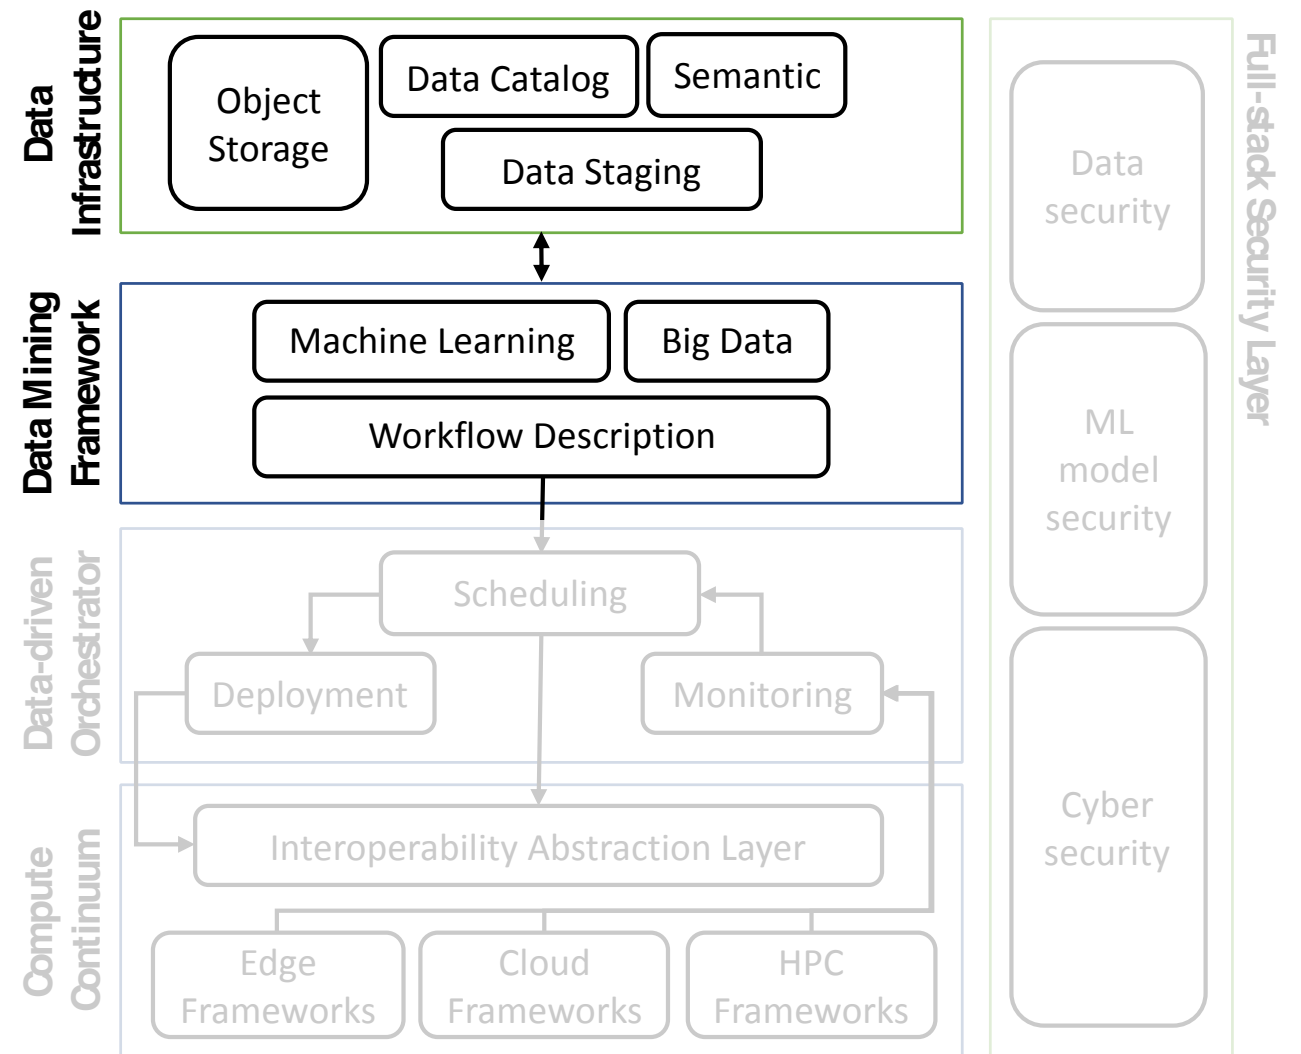 Data
Infrastructure
Object
Storage
Data Catalog
Semantic
Data Staging
Data Mining
Framework
Machine Learning
Big Data
Workflow Description
Data-driven
Orchestrator
Scheduling
Deployment
Monitoring
Compute
Continuum
Interoperability Abstraction Layer
Edge
Frameworks
Cloud
Frameworks
HPC
Frameworks
Full-stack Security Layer
Data
security
ML
model
security
Cyber
security